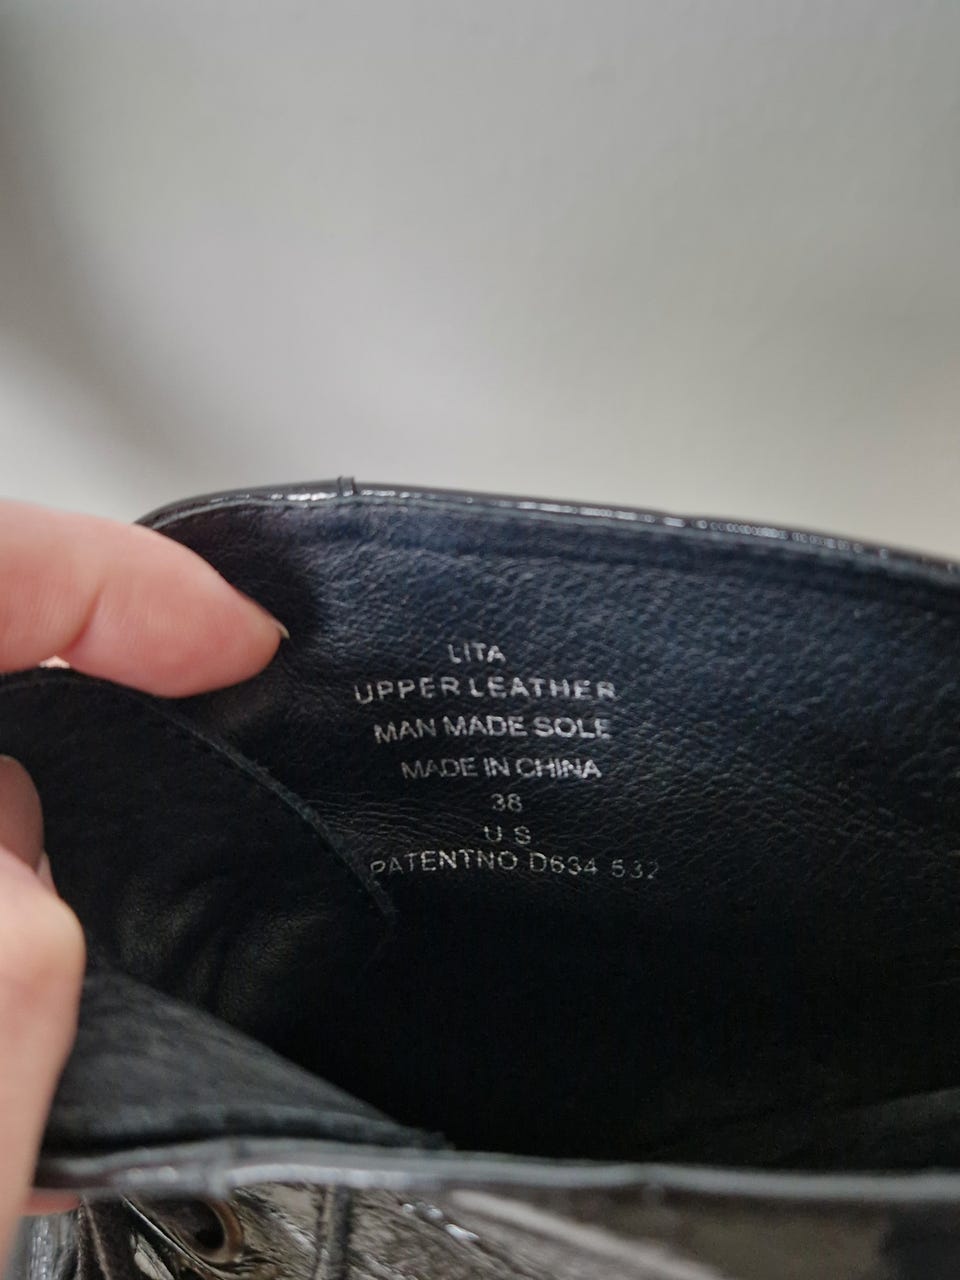 LITA
UPPER LEATHER
MAN MADE SOLE
MADE IN CHINA
38
U S
PATENTNO D634 532